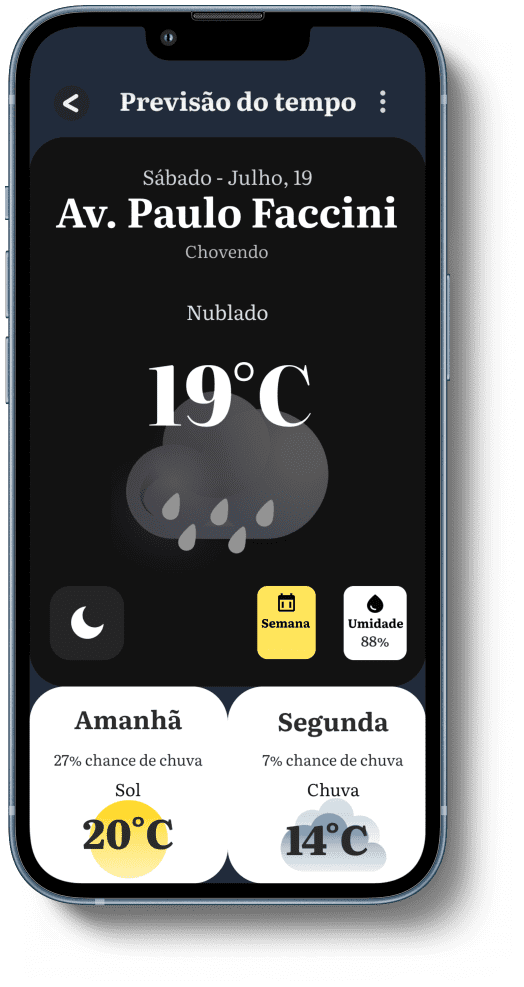 Previsão do tempo
Sábado - Julho, 19
Av. Paulo Faccini
Chovendo
Nublado
19°C
Semana
Umidade
88%
Amanhã
27% chance de chuva
Sol
20°C
Segunda
7% chance de chuva
Chuva
14°C